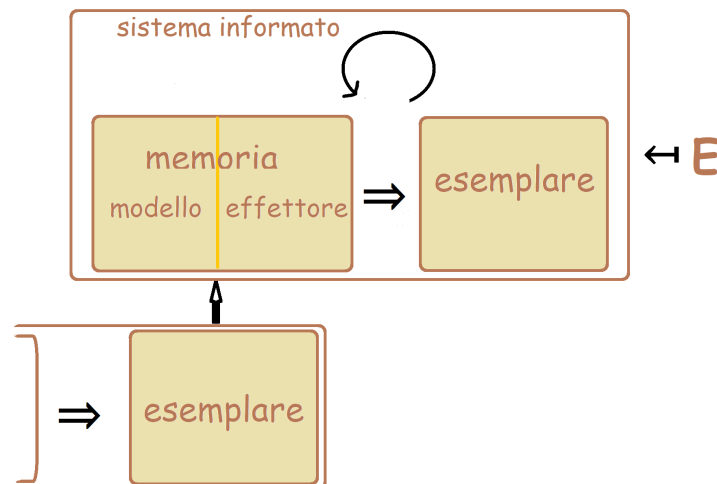 sistema informato
memoria
modello effettore
esemplare
E
esemplare